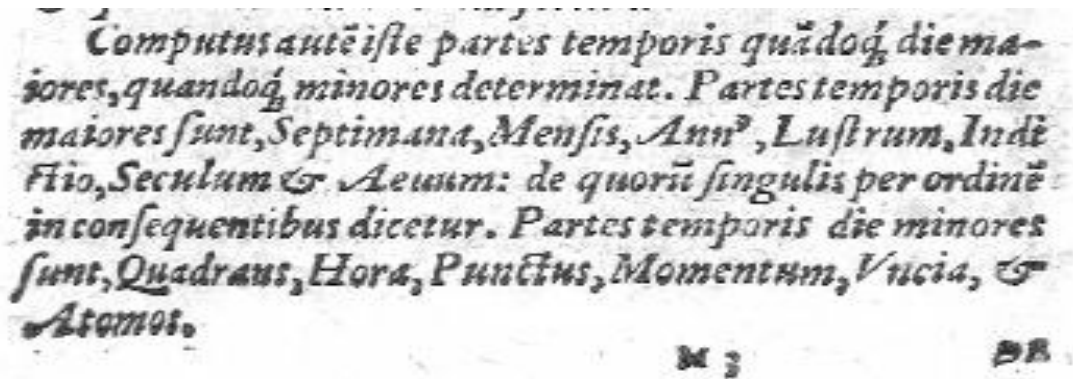 Computus autē iſte partes temporis quādoq́; die ma-
iores, quandoq́; minores determinat. Partes temporis die
maiores ſunt, Septimana, Menſis, Annꝰ, Luſtrum, Indi
ctio, Seculum & Aeuum: de quorū ſingulis per ordinē
in conſequentibus dicetur. Partes temporis die minores
ſunt, Quadrans, Hora, Punctus, Momentum, Vncia, &
Atomos.
M 3 DE